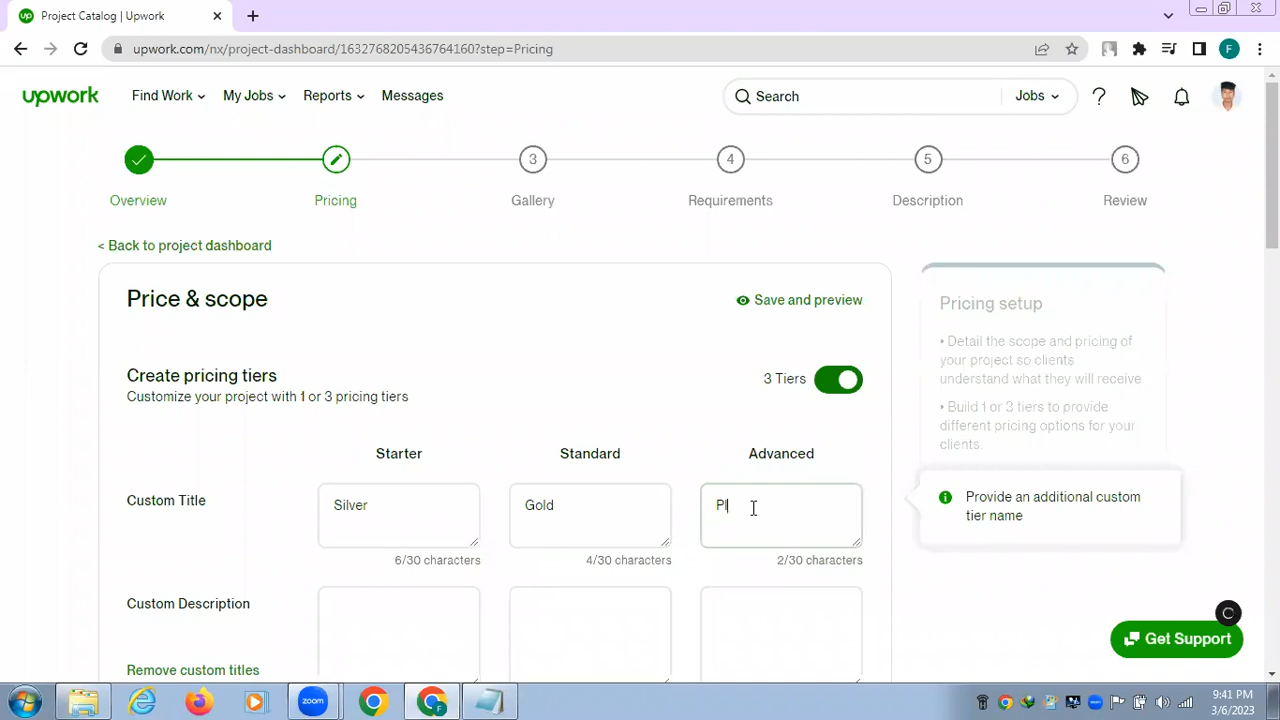 up
Project Catalog | Upwork
upwork.com/nx/project-dashboard/1632768205436764160?step=Pricing
F
upwork
Find Work
My Jobs
Reports
Messages
Search
Jobs
?
3
4
5
6
Overview
Pricing
Gallery
Requirements
Description
Review
< Back to project dashboard
Price & scope
Save and preview
Pricing setup
• Detail the scope and pricing of
your project so clients
understand what they will receive
• Build 1 or 3 tiers to provide
different pricing options for your
clients.
Create pricing tiers
3 Tiers
Customize your project with 1 or 3 pricing tiers
Starter
Standard
Advanced
Custom Title
Silver
Gold
Pl
Provide an additional custom
tier name
6/30 characters
4/30 characters
2/30 characters
Custom Description
C
Get Support
Remove custom titles
zoom
F
9:41 PM
3/6/2023